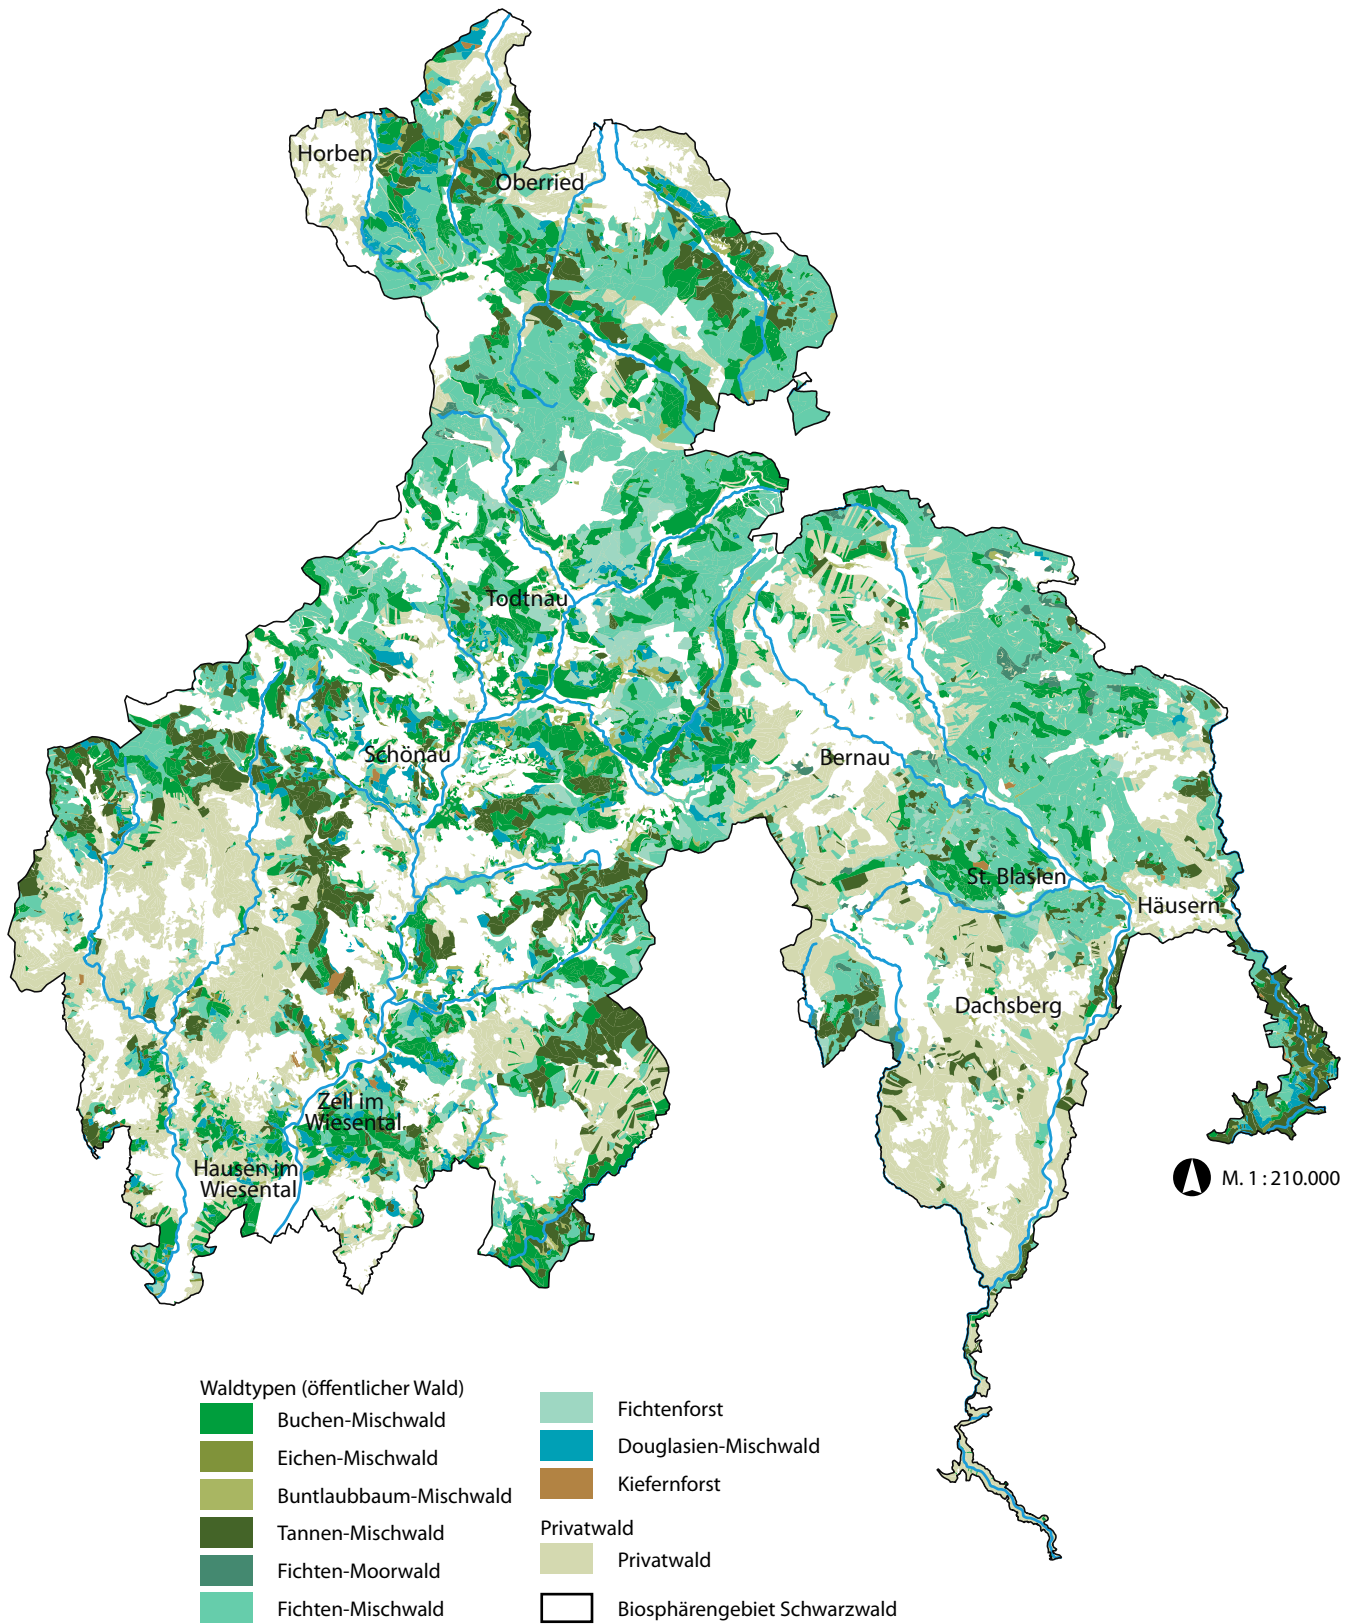 Horben
Oberried
Todtnau
Schönau
Bernau
St. Blasien
Häusern
Dachsberg
Zell im
Wiesental
Hausen im
Wiesental
M. 1 : 210.000
Waldtypen (öffentlicher Wald)
Buchen-Mischwald
Eichen-Mischwald
Buntlaubbaum-Mischwald
Tannen-Mischwald
Fichten-Moorwald
Fichten-Mischwald
Fichtenforst
Douglasien-Mischwald
Kiefernforst
Privatwald
Privatwald
Biosphärengebiet Schwarzwald